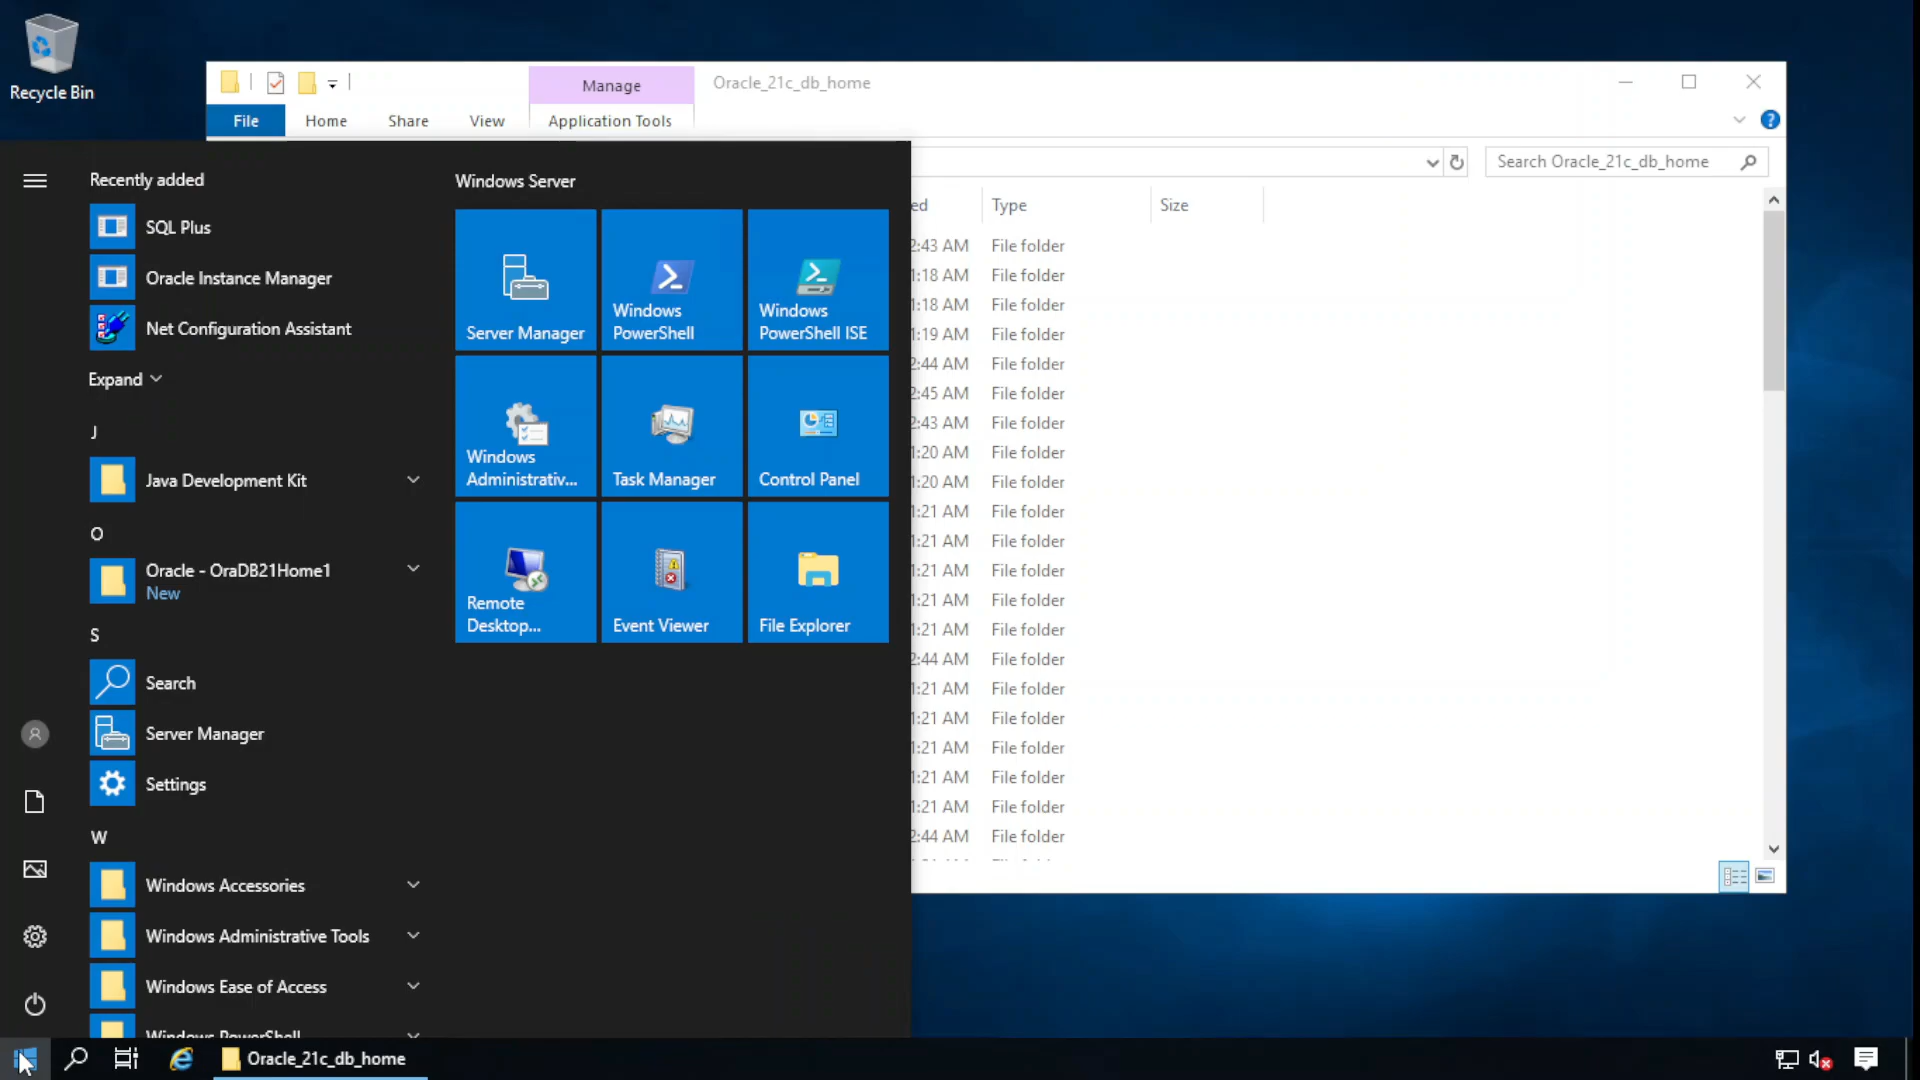 Recycle Bin
Manage
Oracle_21c_db_home
File
Home
Share
View
Application Tools
Search Oracle_21c_db_home
ed
Type
Size
2:43 AM File folder
1:18 AM File folder
1:18 AM File folder
1:19 AM File folder
2:44 AM File folder
2:45 AM File folder
2:43 AM File folder
1:20 AM File folder
1:20 AM File folder
1:21 AM File folder
1:21 AM File folder
1:21 AM File folder
1:21 AM File folder
1:21 AM File folder
2:44 AM File folder
1:21 AM File folder
1:21 AM File folder
1:21 AM File folder
1:21 AM File folder
1:21 AM File folder
2:44 AM File folder
Recently added
SQL Plus
Oracle Instance Manager
Net Configuration Assistant
Expand
J
Java Development Kit
O
Oracle - OraDB21Home1
New
S
Search
Server Manager
Settings
W
Windows Accessories
Windows Administrative Tools
Windows Ease of Access
Windows PowerShell
Windows Server
Server Manager
Windows
PowerShell
Windows
PowerShell ISE
Windows
Administrativ...
Task Manager
Control Panel
Remote
Desktop...
Event Viewer
File Explorer
Oracle_21c_db_home